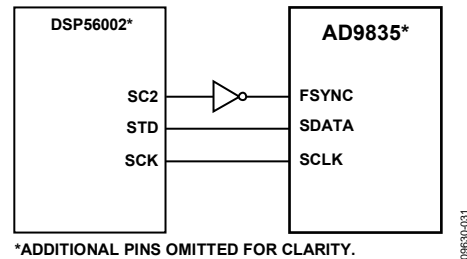 DSP56002*
AD9835*
SC2
FSYNC
STD
SDATA
SCK
SCLK
*ADDITIONAL PINS OMITTED FOR CLARITY.
09630-031